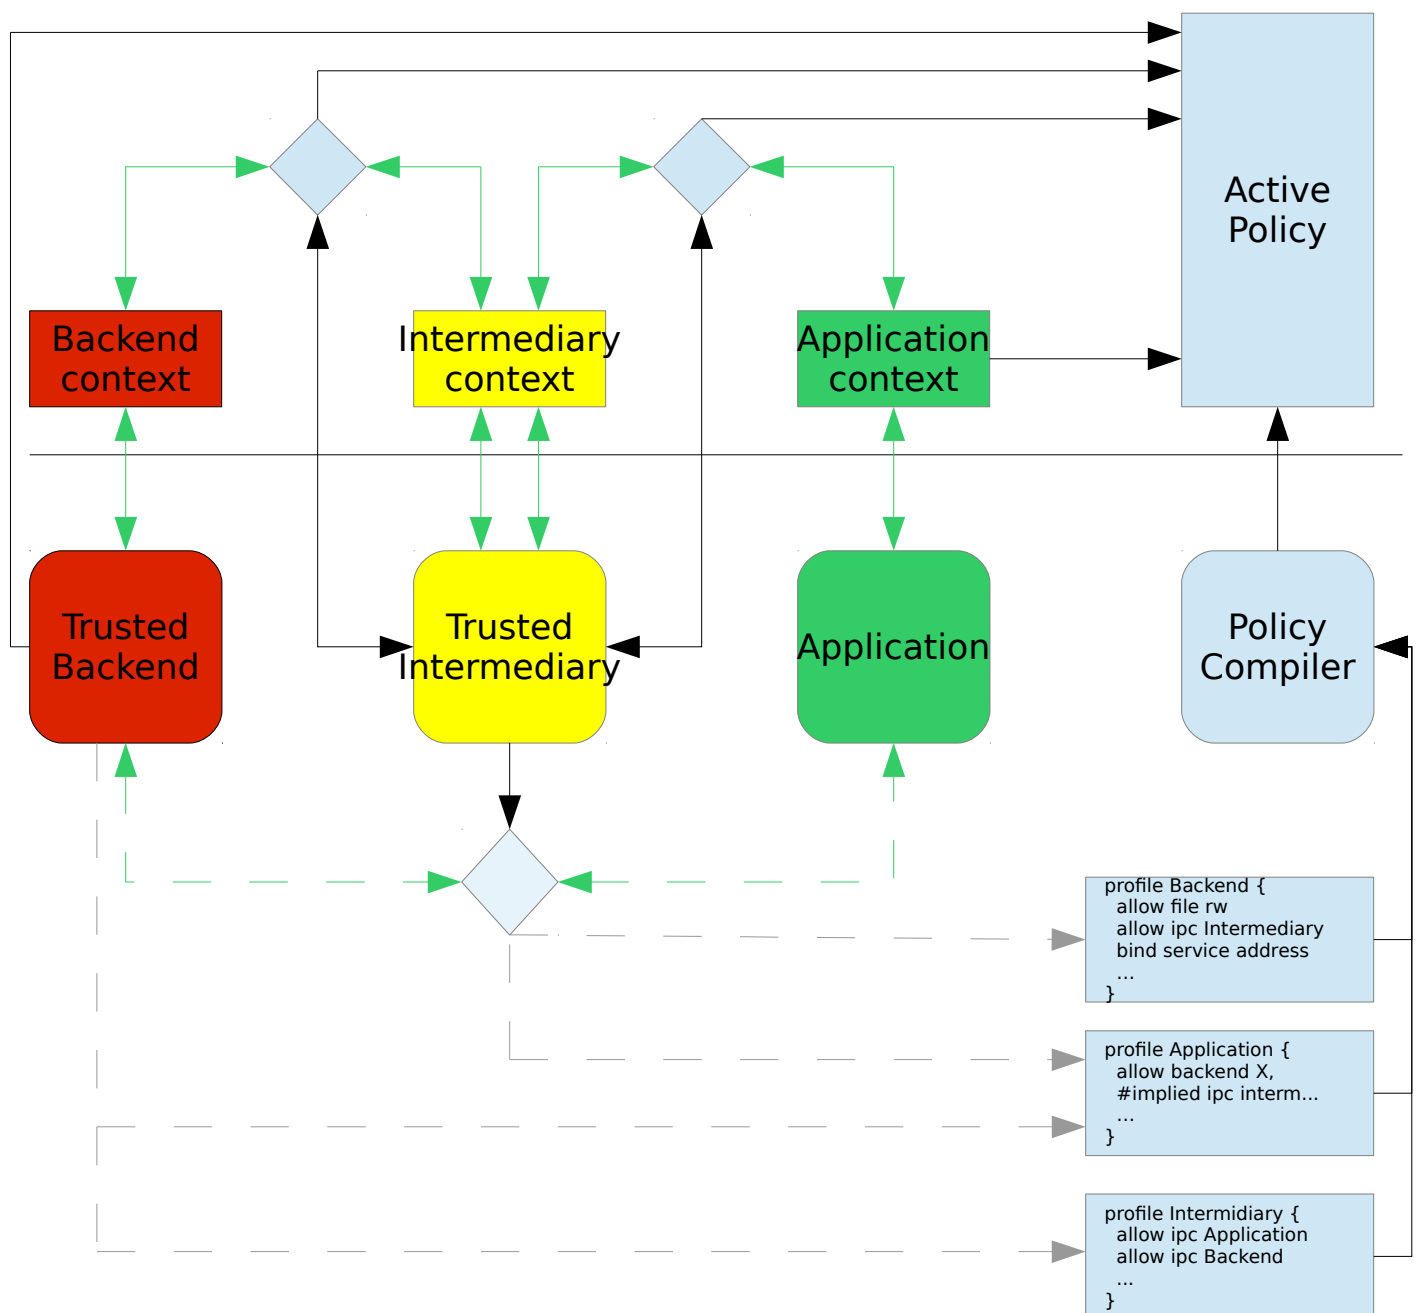 Active
Policy
Backend
context
Intermediary
context
Application
context
Trusted
Backend
Trusted
Intermediary
Application
Policy
Compiler
profile Backend {
allow file rw
allow ipc Intermediary
bind service address
...
}
profile Application {
allow backend X,
#implied ipc interm...
...
}
profile Intermidiary {
allow ipc Application
allow ipc Backend
...
}